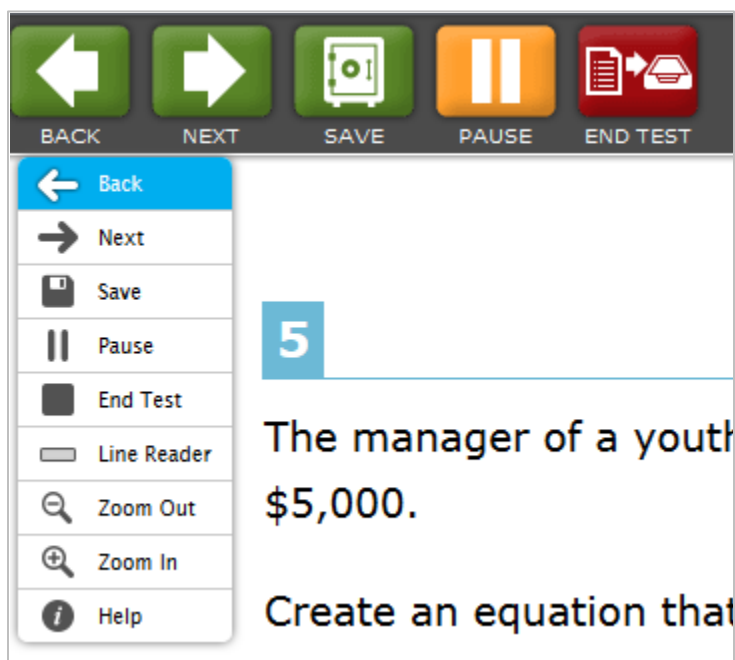 BACK NEXT SAVE PAUSE END TEST
Back
Next
Save
Pause
End Test
Line Reader
Zoom Out
Zoom In
Help
5
The manager of a youth
$5,000.
Create an equation that